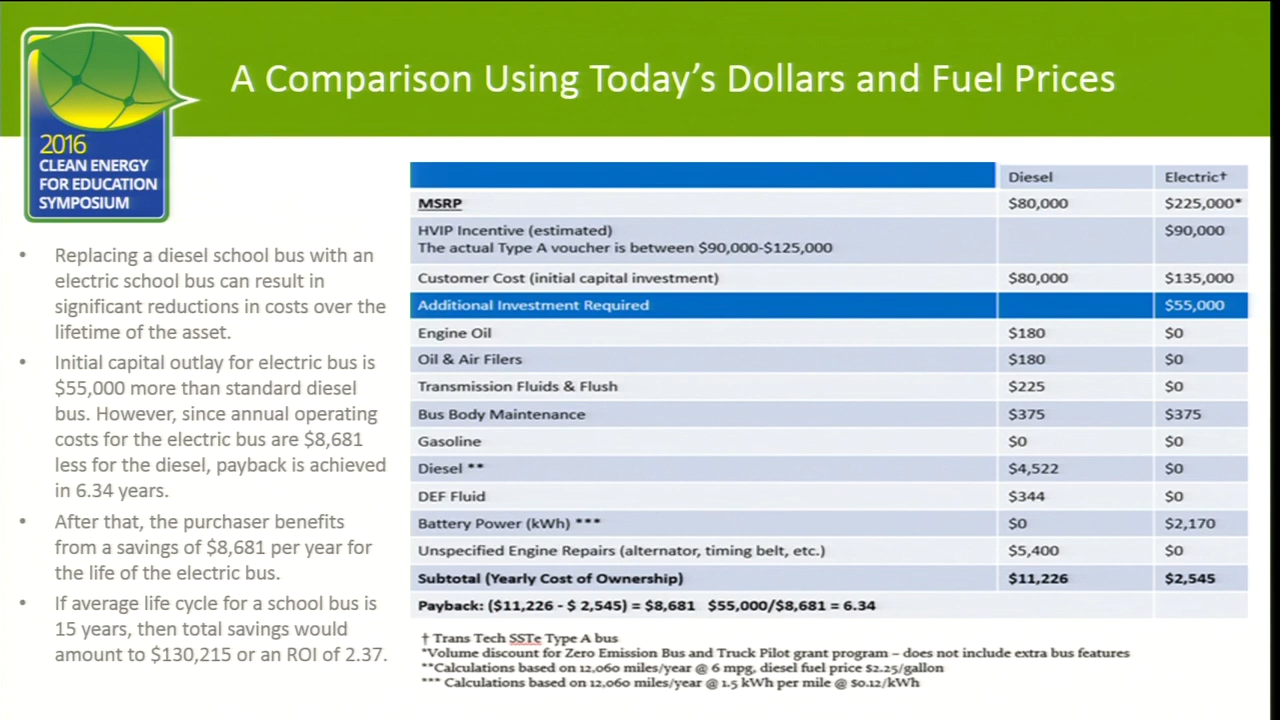 A Comparison Using Today's Dollars and Fuel Prices
2016
CLEAN ENERGY
FOR EDUCATION
SYMPOSIUM
• Replacing a diesel school bus with an
electric school bus can result in
significant reductions in costs over the
lifetime of the asset.
• Initial capital outlay for electric bus is
$55,000 more than standard diesel
bus. However, since annual operating
costs for the electric bus are $8,681
less for the diesel, payback is achieved
in 6.34 years.
• After that, the purchaser benefits
from a savings of $8,681 per year for
the life of the electric bus.
• If average life cycle for a school bus is
15 years, then total savings would
amount to $130,215 or an ROI of 2.37.
Diesel Electric†
MSRP $80,000 $225,000*
HVIP Incentive (estimated) $90,000
The actual Type A voucher is between $90,000-$125,000
Customer Cost (initial capital investment) $80,000 $135,000
Additional Investment Required $55,000
Engine Oil $180 $0
Oil & Air Filers $180 $0
Transmission Fluids & Flush $225 $0
Bus Body Maintenance $375 $375
Gasoline $0 $0
Diesel ** $4,522 $0
DEF Fluid $344 $0
Battery Power (kWh) *** $0 $2,170
Unspecified Engine Repairs (alternator, timing belt, etc.) $5,400 $0
Subtotal (Yearly Cost of Ownership) $11,226 $2,545
Payback: ($11,226 - $ 2,545) = $8,681 $55,000/$8,681 = 6.34
† Trans Tech SSTe Type A bus
*Volume discount for Zero Emission Bus and Truck Pilot grant program – does not include extra bus features
**Calculations based on 12,060 miles/year @ 6 mpg, diesel fuel price $2.25/gallon
*** Calculations based on 12,060 miles/year @ 1.5 kWh per mile @ $0.12/kWh